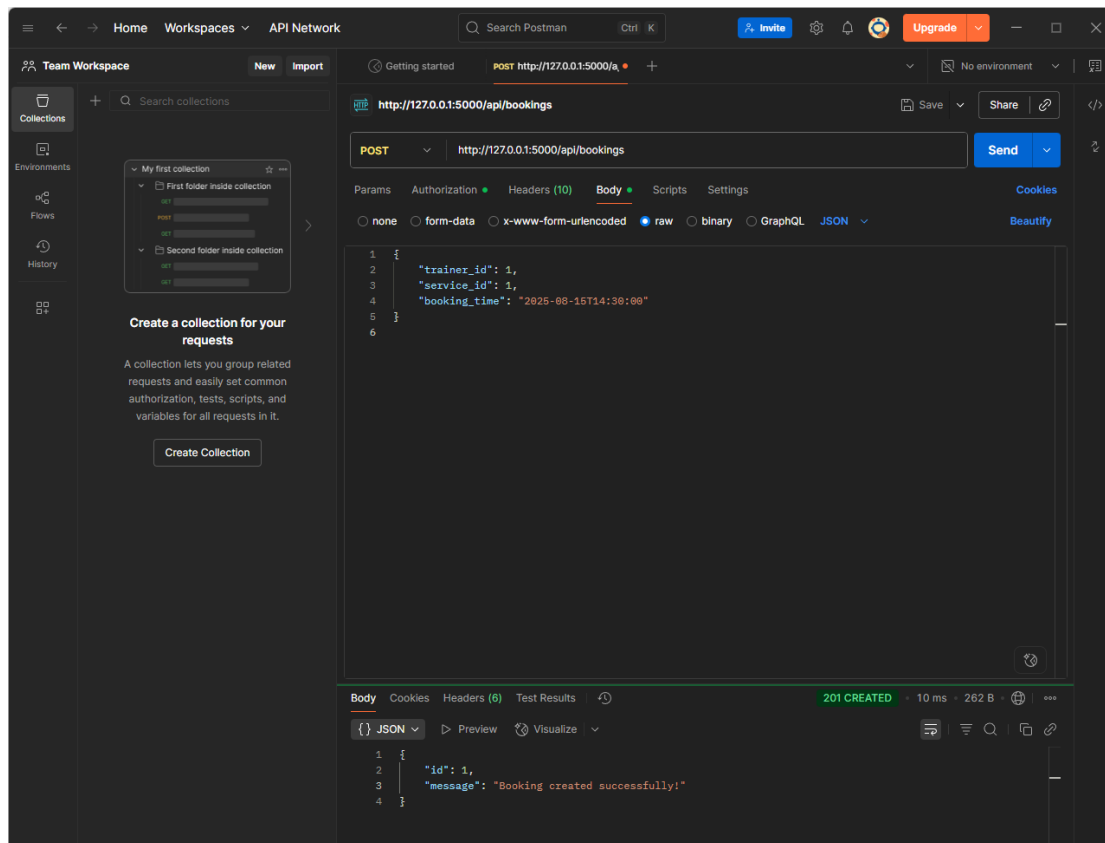 Home Workspaces API Network Search Postman Ctrl K Invite Upgrade
Team Workspace New Import
Getting started POST http://127.0.0.1:5000/a No environment
Collections
Search collections
http://127.0.0.1:5000/api/bookings Save Share
Environments
POST http://127.0.0.1:5000/api/bookings Send
My first collection
First folder inside collection
GET
POST
GET
Second folder inside collection
GET
GET
Flows
Params Authorization Headers (10) Body Scripts Settings Cookies
History
none form-data x-www-form-urlencoded raw binary GraphQL JSON Beautify
Create a collection for your
requests
A collection lets you group related
requests and easily set common
authorization, tests, scripts, and
variables for all requests in it.
Create Collection
1 {
2 "trainer_id": 1,
3 "service_id": 1,
4 "booking_time": "2025-08-15T14:30:00"
5 }
6
Body Cookies Headers (6) Test Results 201 CREATED 10 ms 262 B
{} JSON Preview Visualize
1 {
2 "id": 1,
3 "message": "Booking created successfully!"
4 }